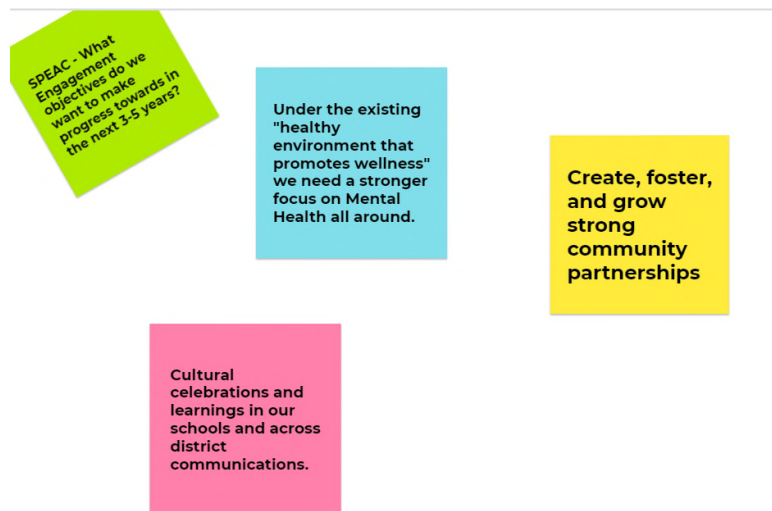 SPEAC - What
Engagement
objectives do we
want to make
progress towards in
the next 3-5 years?
Under the existing
"healthy
environment that
promotes wellness"
we need a stronger
focus on Mental
Health all around.
Create, foster,
and grow
strong
community
partnerships
Cultural
celebrations and
learnings in our
schools and across
district
communications.